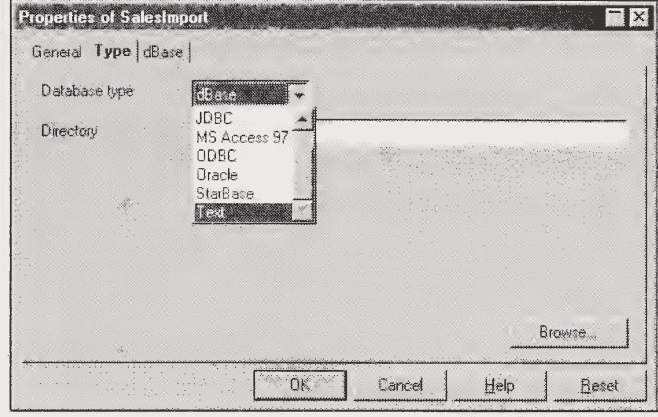 Properties of SalesImport
General Type dBase
Database type dBase
JDBC
Directory
MS Access 97
ODBC
Oracle
StarBase
Text
Browse...
OK Cancel Help Reset